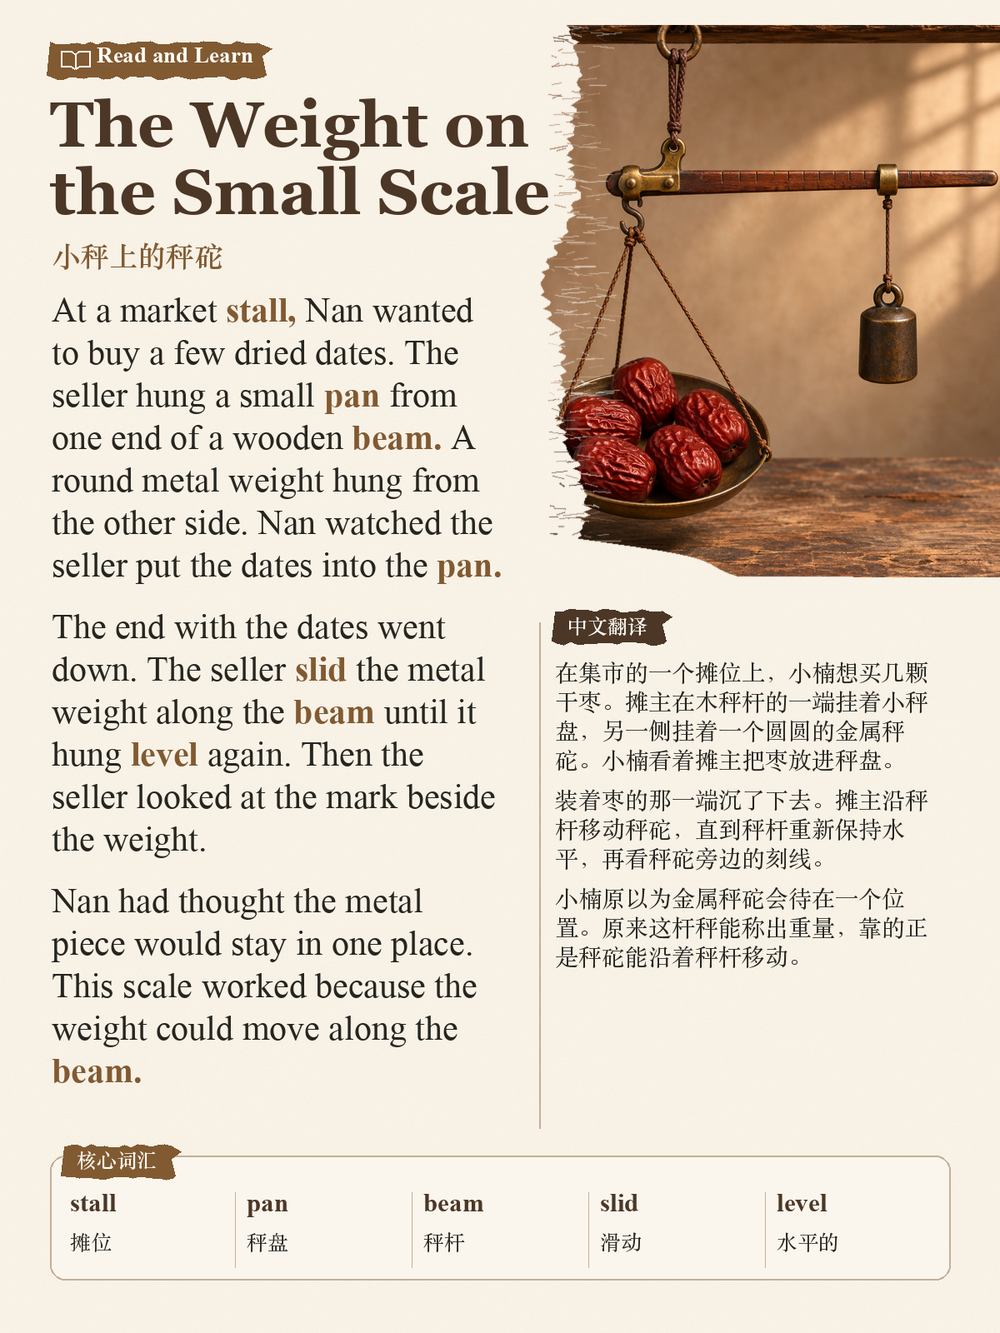 Read and Learn
The Weight on
the Small Scale
小秤上的秤砣
At a market stall, Nan wanted
to buy a few dried dates. The
seller hung a small pan from
one end of a wooden beam. A
round metal weight hung from
the other side. Nan watched the
seller put the dates into the pan.
The end with the dates went
down. The seller slid the metal
weight along the beam until it
hung level again. Then the
seller looked at the mark beside
the weight.
Nan had thought the metal
piece would stay in one place.
This scale worked because the
weight could move along the
beam.
中文翻译
在集市的一个摊位上，小楠想买几颗
干枣。摊主在木秤杆的一端挂着小秤
盘，另一侧挂着一个圆圆的金属秤
砣。小楠看着摊主把枣放进秤盘。
装着枣的那一端沉了下去。摊主沿秤
杆移动秤砣，直到秤杆重新保持水
平，再看秤砣旁边的刻线。
小楠原以为金属秤砣会待在一个位
置。原来这杆秤能称出重量，靠的正
是秤砣能沿着秤杆移动。
核心词汇
stall
摊位
pan
秤盘
beam
秤杆
slid
滑动
level
水平的